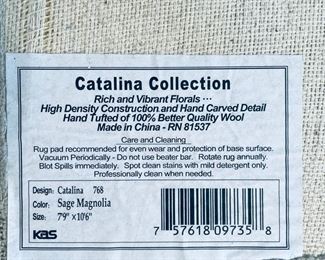 Catalina Collection
Rich and Vibrant Florals ...
High Density Construction and Hand Carved Detail
Hand Tufted of 100% Better Quality Wool
Made in China - RN 81537
Care and Cleaning
Rug pad recommended for even wear and protection of base surface.
Vacuum Periodically - Do not use beater bar. Rotate rug annually.
Blot Spills immediately. Spot clean stains with mild detergent only.
Professionally clean when needed.
Design: Catalina 768
Color: Sage Magnolia
Size: 7'9" x10'6"
KAS
7 57618 09735 8